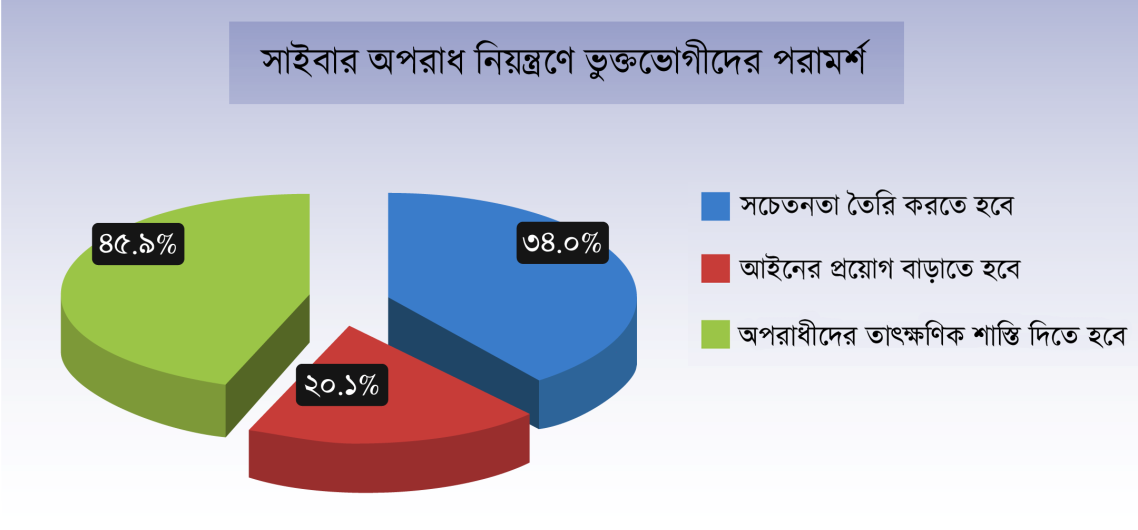 সাইবার অপরাধ নিয়ন্ত্রণে ভুক্তভোগীদের পরামর্শ
৪৫.৯%
৩৪.০%
২০.১%
সচেতনতা তৈরি করতে হবে
আইনের প্রয়োগ বাড়াতে হবে
অপরাধীদের তাৎক্ষণিক শাস্তি দিতে হবে